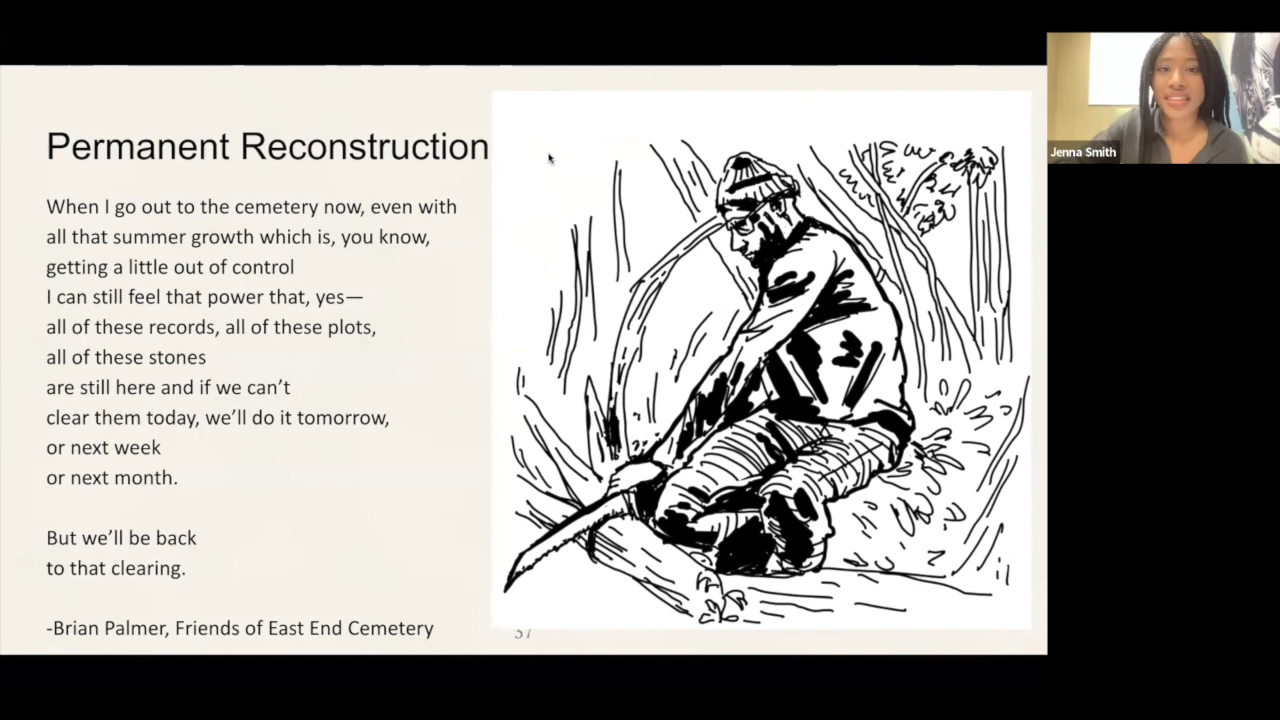 Permanent Reconstruction
When I go out to the cemetery now, even with
all that summer growth which is, you know,
getting a little out of control
I can still feel that power that, yes—
all of these records, all of these plots,
all of these stones
are still here and if we can’t
clear them today, we’ll do it tomorrow,
or next week
or next month.
But we’ll be back
to that clearing.
-Brian Palmer, Friends of East End Cemetery
Jenna Smith